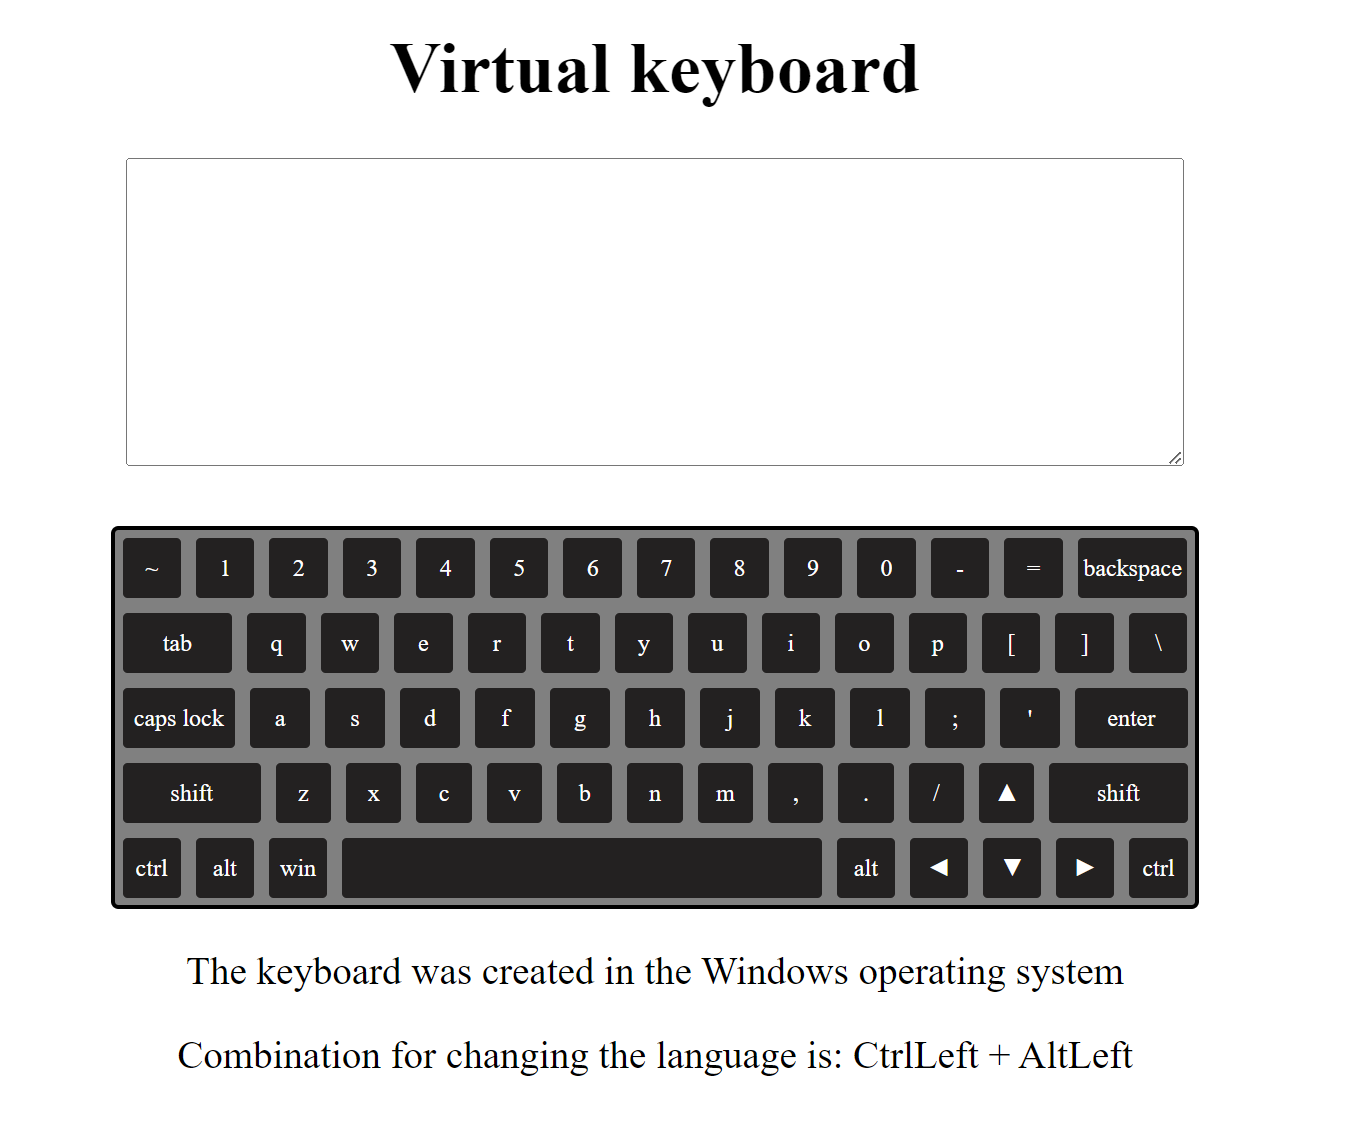 Virtual keyboard
~ 1 2 3 4 5 6 7 8 9 0 - = backspace
tab q w e r t y u i o p [ ] \
caps lock a s d f g h j k l ; ' enter
shift z x c v b n m , . / ▲ shift
ctrl alt win alt ◄ ▼ ► ctrl
The keyboard was created in the Windows operating system
Combination for changing the language is: CtrlLeft + AltLeft